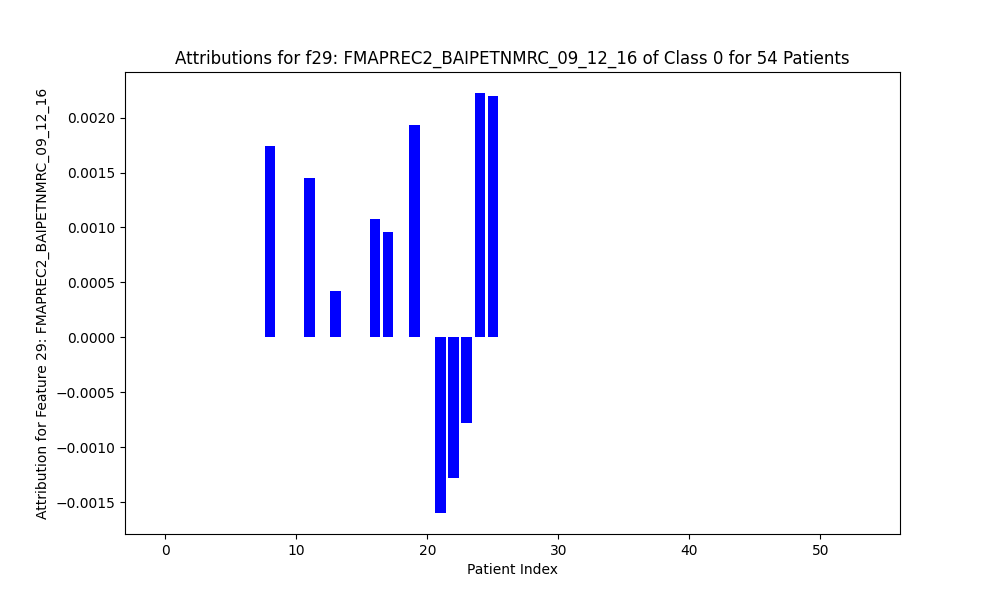 Attributions for f29: FMAPREC2_BAIPETNMRC_09_12_16 of Class 0 for 54 Patients
Attribution for Feature 29: FMAPREC2_BAIPETNMRC_09_12_16
0.0020
0.0015
0.0010
0.0005
0.0000
−0.0005
−0.0010
−0.0015
0 10 20 30 40 50
Patient Index